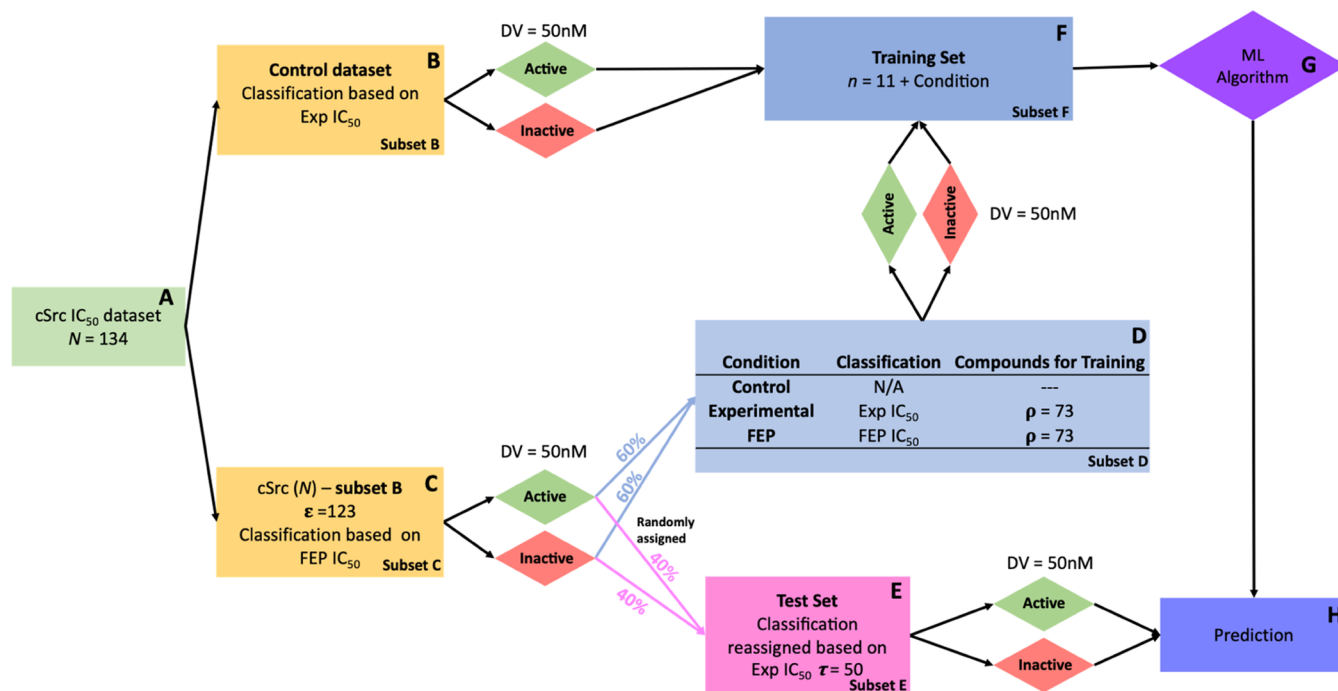 A
cSrc IC₅₀ dataset
N = 134
B
Control dataset
Classification based on
Exp IC₅₀
Subset B
DV = 50nM
Active
Inactive
F
Training Set
n = 11 + Condition
Subset F
ML
Algorithm
G
Active
Inactive
DV = 50nM
D
Condition Classification Compounds for Training
Control N/A ---
Experimental Exp IC₅₀ ρ = 73
FEP FEP IC₅₀ ρ = 73
Subset D
C
cSrc (N) – subset B
ε =123
Classification based on
FEP IC₅₀
Subset C
DV = 50nM
Active
Inactive
60%
60%
Randomly
assigned
40%
40%
E
Test Set
Classification
reassigned based on
Exp IC₅₀ τ = 50
Subset E
DV = 50nM
Active
Inactive
H
Prediction